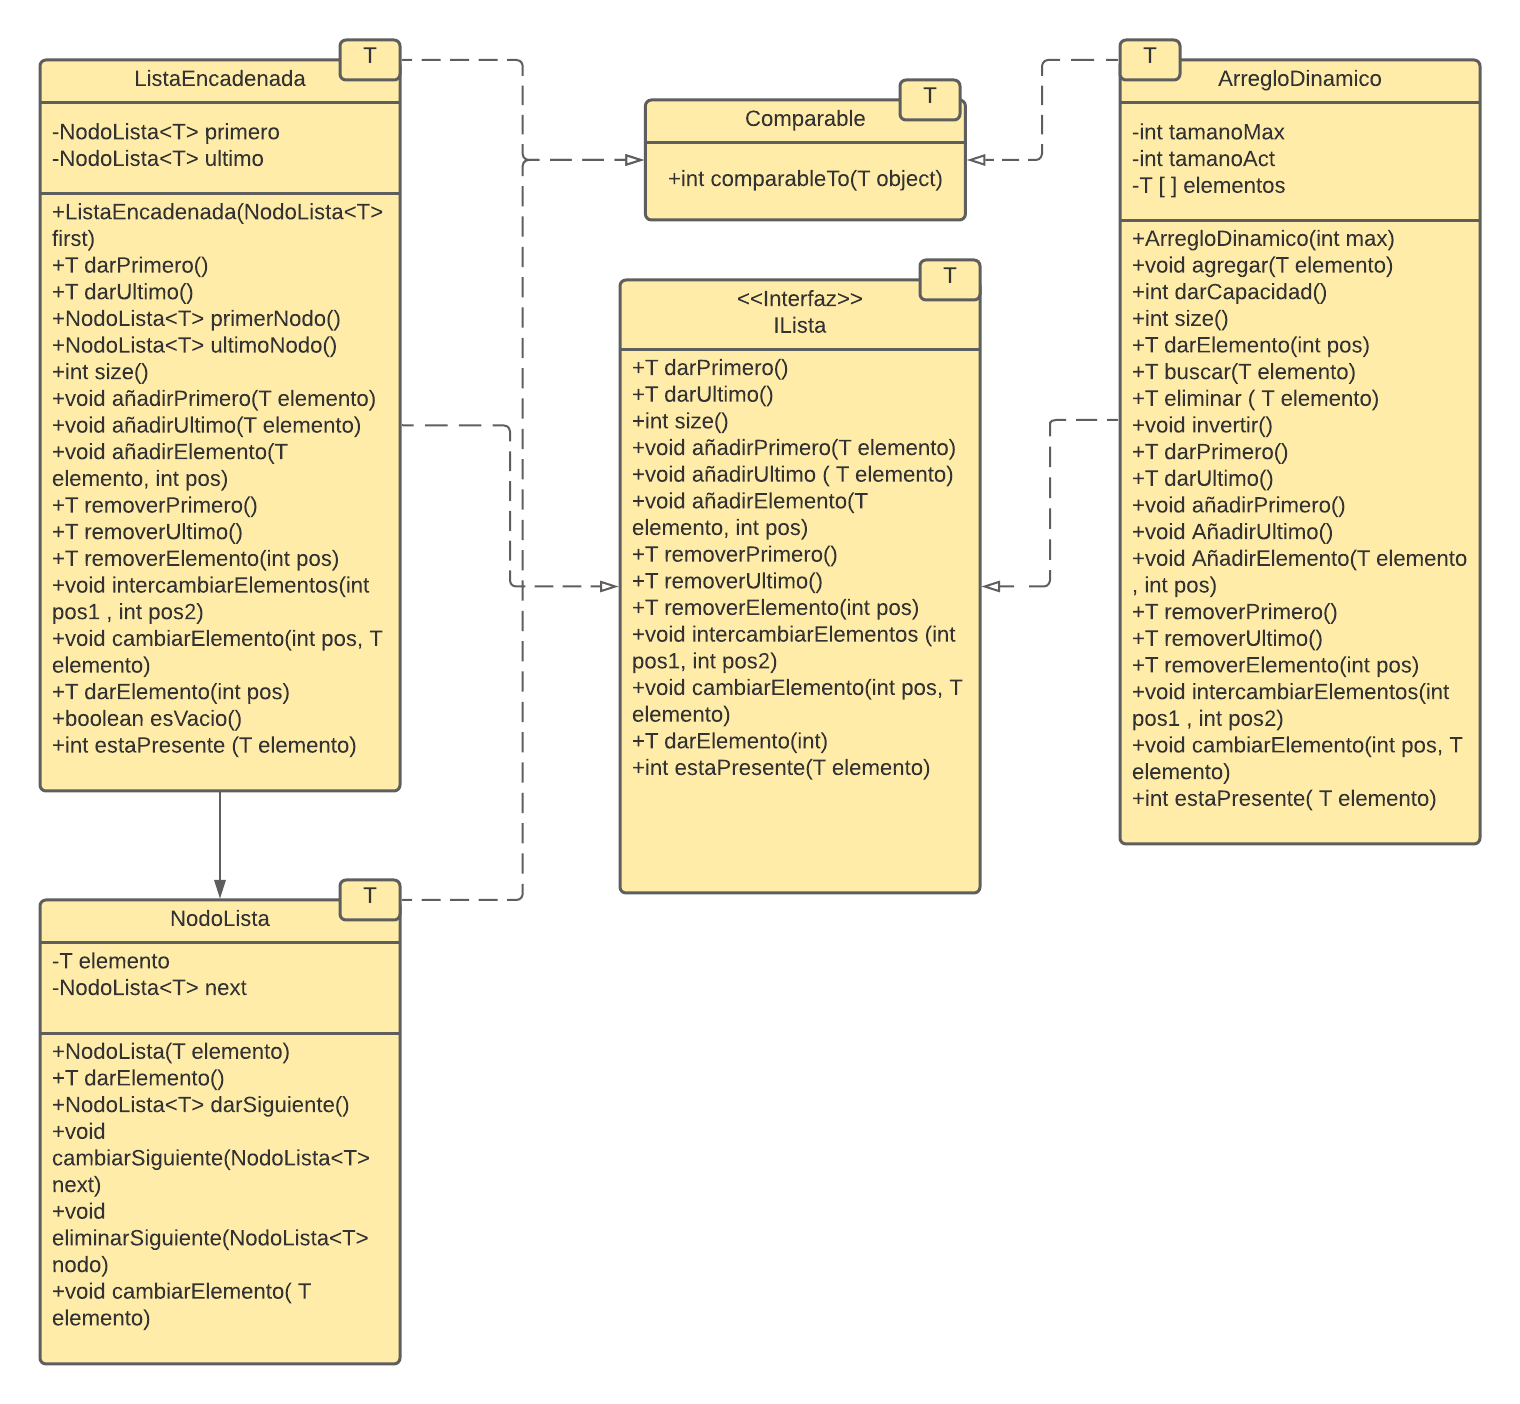 T
ListaEncadenada
-NodoLista<T> primero
-NodoLista<T> ultimo
+ListaEncadenada(NodoLista<T>
first)
+T darPrimero()
+T darUltimo()
+NodoLista<T> primerNodo()
+NodoLista<T> ultimoNodo()
+int size()
+void añadirPrimero(T elemento)
+void añadirUltimo(T elemento)
+void añadirElemento(T
elemento, int pos)
+T removerPrimero()
+T removerUltimo()
+T removerElemento(int pos)
+void intercambiarElementos(int
pos1 , int pos2)
+void cambiarElemento(int pos, T
elemento)
+T darElemento(int pos)
+boolean esVacio()
+int estaPresente (T elemento)
T
NodoLista
-T elemento
-NodoLista<T> next
+NodoLista(T elemento)
+T darElemento()
+NodoLista<T> darSiguiente()
+void
cambiarSiguiente(NodoLista<T>
next)
+void
eliminarSiguiente(NodoLista<T>
nodo)
+void cambiarElemento( T
elemento)
T
Comparable
+int comparableTo(T object)
T
<<Interfaz>>
ILista
+T darPrimero()
+T darUltimo()
+int size()
+void añadirPrimero(T elemento)
+void añadirUltimo ( T elemento)
+void añadirElemento(T
elemento, int pos)
+T removerPrimero()
+T removerUltimo()
+T removerElemento(int pos)
+void intercambiarElementos (int
pos1, int pos2)
+void cambiarElemento(int pos, T
elemento)
+T darElemento(int)
+int estaPresente(T elemento)
T
ArregloDinamico
-int tamanoMax
-int tamanoAct
-T [ ] elementos
+ArregloDinamico(int max)
+void agregar(T elemento)
+int darCapacidad()
+int size()
+T darElemento(int pos)
+T buscar(T elemento)
+T eliminar ( T elemento)
+void invertir()
+T darPrimero()
+T darUltimo()
+void añadirPrimero()
+void AñadirUltimo()
+void AñadirElemento(T elemento
, int pos)
+T removerPrimero()
+T removerUltimo()
+T removerElemento(int pos)
+void intercambiarElementos(int
pos1 , int pos2)
+void cambiarElemento(int pos, T
elemento)
+int estaPresente( T elemento)